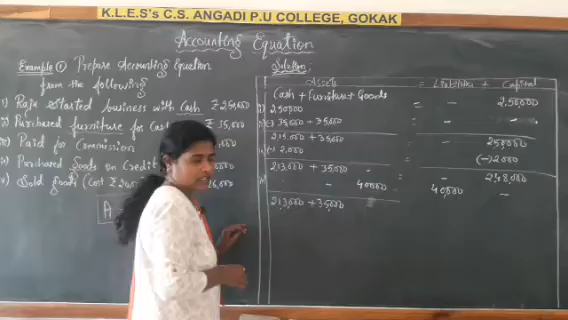 K.L.E.S's C.S. ANGADI P.U COLLEGE, GOKAK
Accounting Equation
Example ① Prepare Accounting Equation
from the following
i) Raju Started business with cash ₹ 2,50,000
ii) Purchased furniture for Cash ₹ 35,000
iii) Paid for Commission
iv) Purchased Goods on Credit
v) Sold goods (Cost ₹
A
Solution:
Assets = Liabilities + Capital
Cash + Furniture + Goods
i) 2,50,000 = - 2,50,000
ii) (-) 35,000 + 35,000 = - -
2,15,000 + 35,000 - 250,000
iii) (-) 2,000 (-) 2,000
2,13,000 + 35,000 - = - 2,48,000
- - 40,000 40,000 -
2,13,000 + 35,000